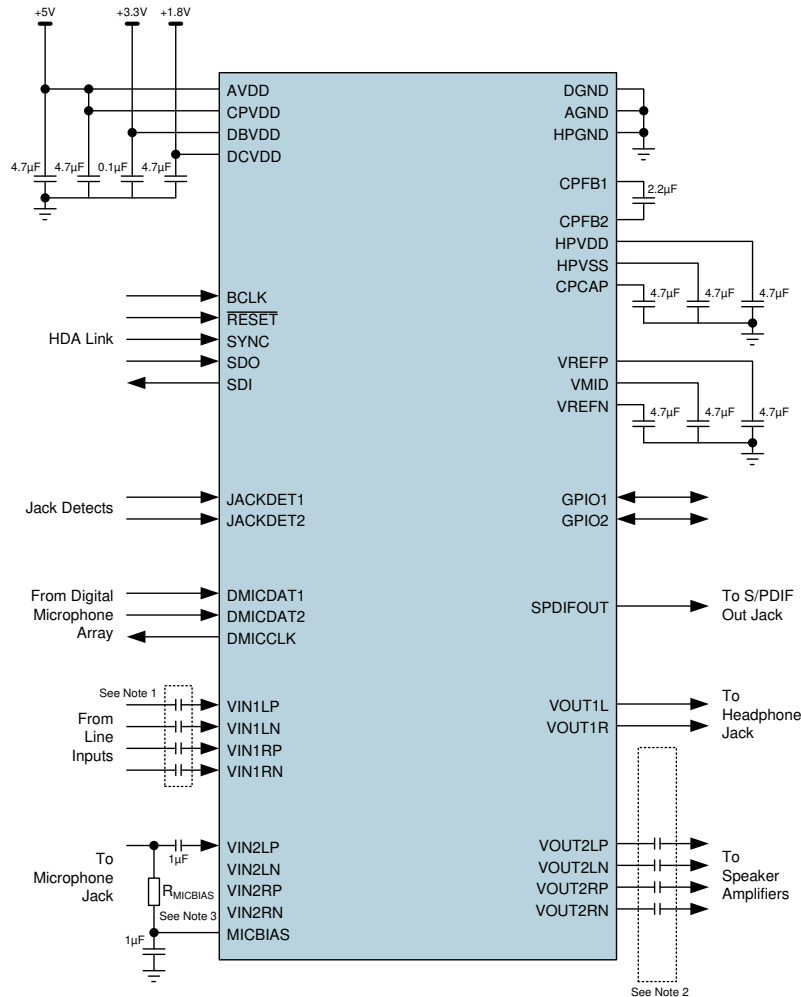 +5V
+3.3V
+1.8V
AVDD
CPVDD
DBVDD
DCVDD
4.7µF
4.7µF
0.1µF
4.7µF
DGND
AGND
HPGND
CPFB1
2.2µF
CPFB2
HPVDD
HPVSS
CPCAP
4.7µF
4.7µF
4.7µF
HDA Link
BCLK
RESET
SYNC
SDO
SDI
VREFP
VMID
VREFN
4.7µF
4.7µF
4.7µF
Jack Detects
JACKDET1
JACKDET2
GPIO1
GPIO2
From Digital
Microphone
Array
DMICDAT1
DMICDAT2
DMICCLK
SPDIFOUT
To S/PDIF
Out Jack
See Note 1
From
Line
Inputs
VIN1LP
VIN1LN
VIN1RP
VIN1RN
VOUT1L
VOUT1R
To
Headphone
Jack
To
Microphone
Jack
1µF
RMICBIAS
See Note 3
1µF
VIN2LP
VIN2LN
VIN2RP
VIN2RN
MICBIAS
VOUT2LP
VOUT2LN
VOUT2RP
VOUT2RN
To
Speaker
Amplifiers
See Note 2